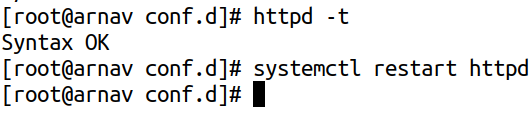 [root@arnav conf.d]# httpd -t
Syntax OK
[root@arnav conf.d]# systemctl restart httpd
[root@arnav conf.d]#